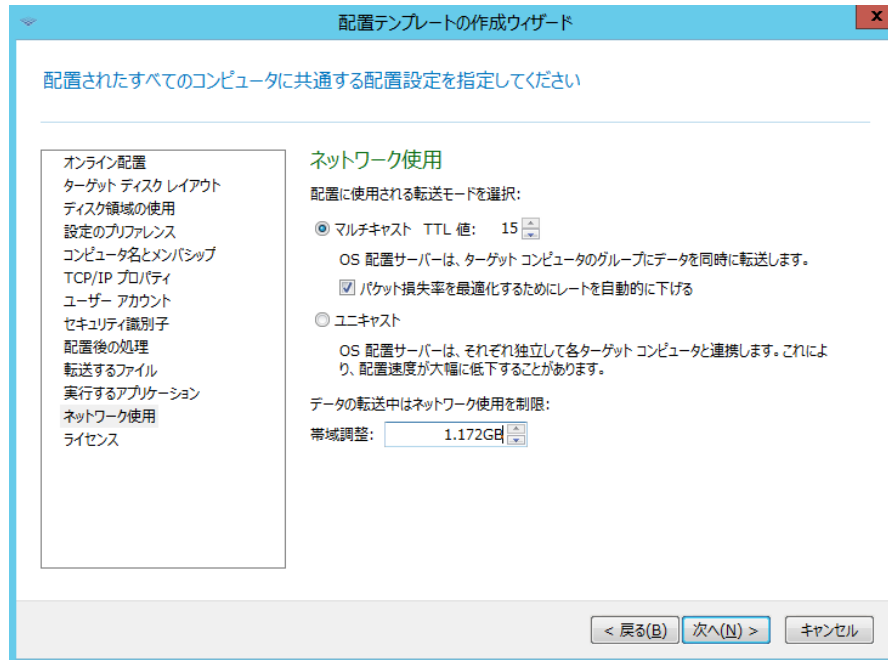 配置テンプレートの作成ウィザード
x
配置されたすべてのコンピュータに共通する配置設定を指定してください
オンライン配置
ターゲット ディスク レイアウト
ディスク領域の使用
設定のプリファレンス
コンピュータ名とメンバシップ
TCP/IP プロパティ
ユーザー アカウント
セキュリティ識別子
配置後の処理
転送するファイル
実行するアプリケーション
ネットワーク使用
ライセンス
ネットワーク使用
配置に使用される転送モードを選択:
マルチキャスト TTL 値: 15
OS 配置サーバーは、ターゲット コンピュータのグループにデータを同時に転送します。
パケット損失率を最適化するためにレートを自動的に下げる
ユニキャスト
OS 配置サーバーは、それぞれ独立して各ターゲット コンピュータと連携します。これによ
り、配置速度が大幅に低下することがあります。
データの転送中はネットワーク使用を制限:
帯域調整: 1.172GB
< 戻る(B) 次へ(N) > キャンセル